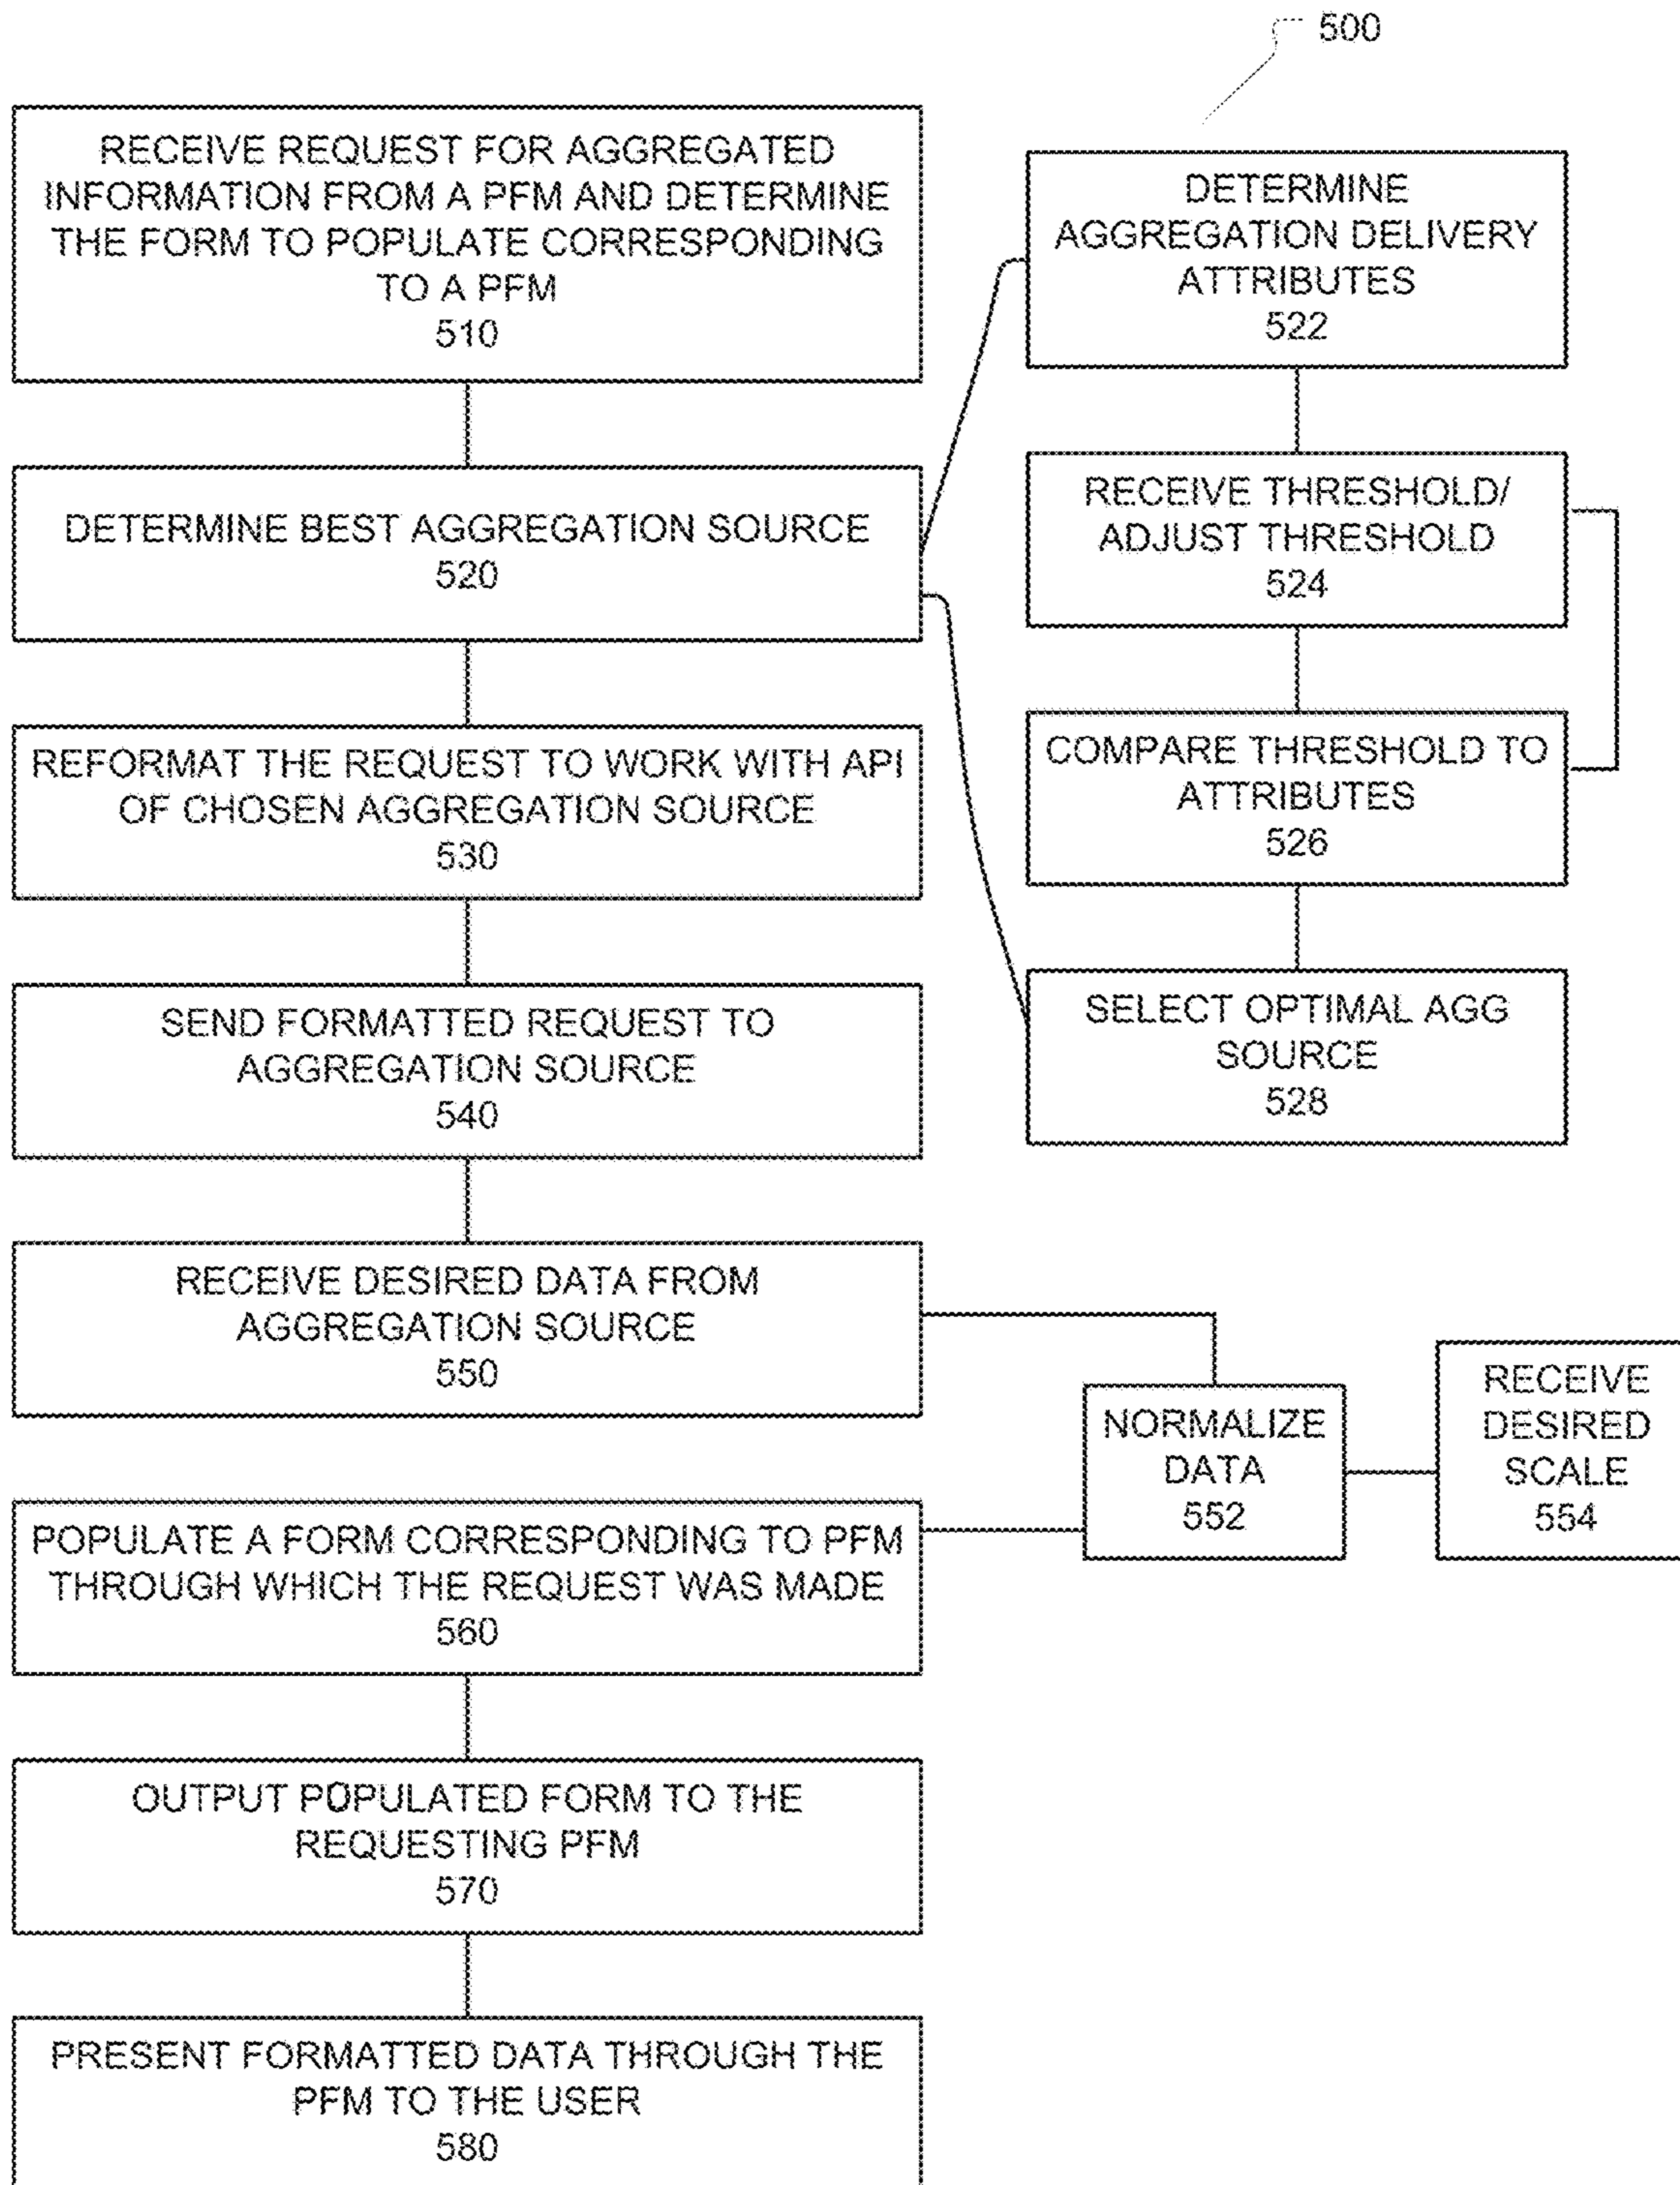 500
RECEIVE REQUEST FOR AGGREGATED
INFORMATION FROM A PFM AND DETERMINE
THE FORM TO POPULATE CORRESPONDING
TO A PFM
510
DETERMINE BEST AGGREGATION SOURCE
520
DETERMINE
AGGREGATION DELIVERY
ATTRIBUTES
522
RECEIVE THRESHOLD/
ADJUST THRESHOLD
524
COMPARE THRESHOLD TO
ATTRIBUTES
526
SELECT OPTIMAL AGG
SOURCE
528
REFORMAT THE REQUEST TO WORK WITH API
OF CHOSEN AGGREGATION SOURCE
530
SEND FORMATTED REQUEST TO
AGGREGATION SOURCE
540
RECEIVE DESIRED DATA FROM
AGGREGATION SOURCE
550
NORMALIZE
DATA
552
RECEIVE
DESIRED
SCALE
554
POPULATE A FORM CORRESPONDING TO PFM
THROUGH WHICH THE REQUEST WAS MADE
560
OUTPUT POPULATED FORM TO THE
REQUESTING PFM
570
PRESENT FORMATTED DATA THROUGH THE
PFM TO THE USER
580